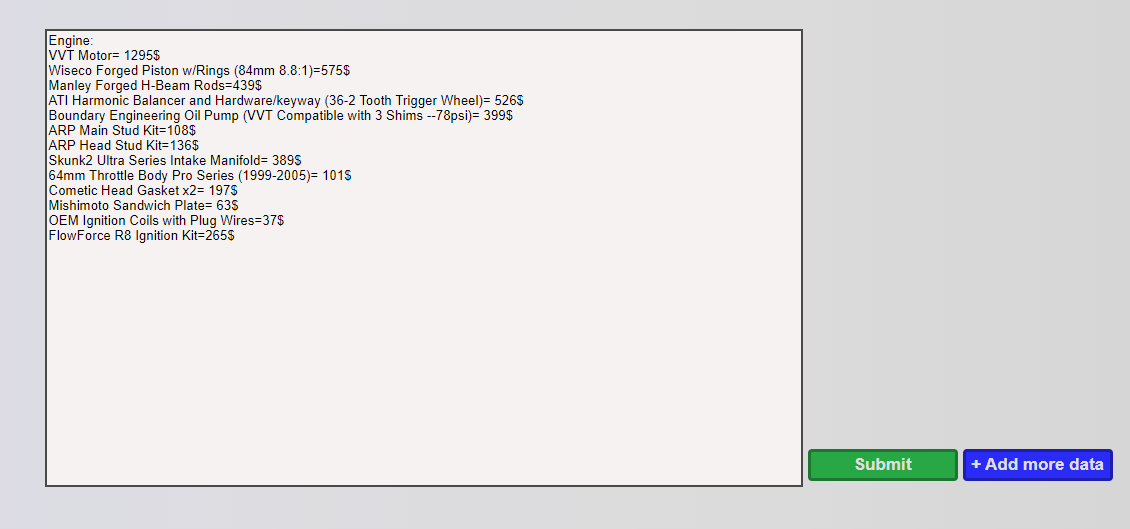 Engine:
VVT Motor= 1295$
Wiseco Forged Piston w/Rings (84mm 8.8:1)=575$
Manley Forged H-Beam Rods=439$
ATI Harmonic Balancer and Hardware/keyway (36-2 Tooth Trigger Wheel)= 526$
Boundary Engineering Oil Pump (VVT Compatible with 3 Shims --78psi)= 399$
ARP Main Stud Kit=108$
ARP Head Stud Kit=136$
Skunk2 Ultra Series Intake Manifold= 389$
64mm Throttle Body Pro Series (1999-2005)= 101$
Cometic Head Gasket x2= 197$
Mishimoto Sandwich Plate= 63$
OEM Ignition Coils with Plug Wires=37$
FlowForce R8 Ignition Kit=265$
Submit
+ Add more data